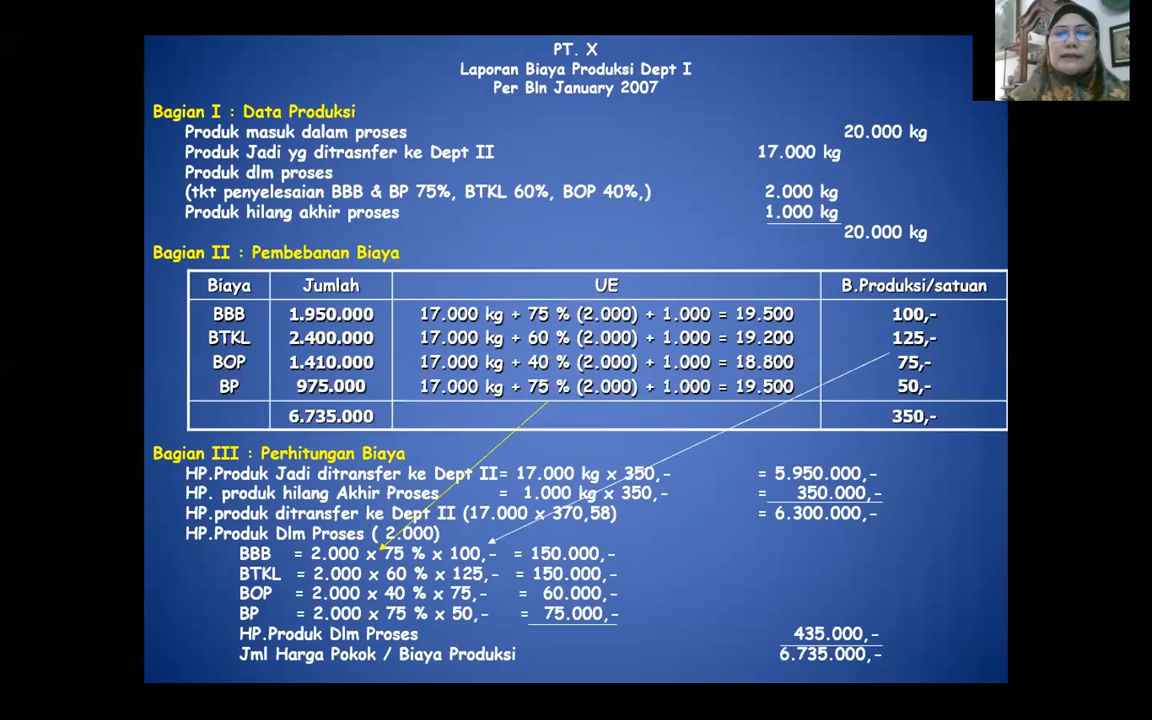 PT. X
Laporan Biaya Produksi Dept I
Per Bln January 2007
Bagian I : Data Produksi
Produk masuk dalam proses 20.000 kg
Produk Jadi yg ditrasnfer ke Dept II 17.000 kg
Produk dlm proses
(tkt penyelesaian BBB & BP 75%, BTKL 60%, BOP 40%,) 2.000 kg
Produk hilang akhir proses 1.000 kg
20.000 kg
Bagian II : Pembebanan Biaya
Biaya Jumlah UE B.Produksi/satuan
BBB 1.950.000 17.000 kg + 75 % (2.000) + 1.000 = 19.500 100,-
BTKL 2.400.000 17.000 kg + 60 % (2.000) + 1.000 = 19.200 125,-
BOP 1.410.000 17.000 kg + 40 % (2.000) + 1.000 = 18.800 75,-
BP 975.000 17.000 kg + 75 % (2.000) + 1.000 = 19.500 50,-
6.735.000 350,-
Bagian III : Perhitungan Biaya
HP.Produk Jadi ditransfer ke Dept II= 17.000 kg x 350,- = 5.950.000,-
HP. produk hilang Akhir Proses = 1.000 kg x 350,- = 350.000,-
HP.produk ditransfer ke Dept II (17.000 x 370,58) = 6.300.000,-
HP.Produk Dlm Proses ( 2.000)
BBB = 2.000 x 75 % x 100,- = 150.000,-
BTKL = 2.000 x 60 % x 125,- = 150.000,-
BOP = 2.000 x 40 % x 75,- = 60.000,-
BP = 2.000 x 75 % x 50,- = 75.000,-
HP.Produk Dlm Proses 435.000,-
Jml Harga Pokok / Biaya Produksi 6.735.000,-